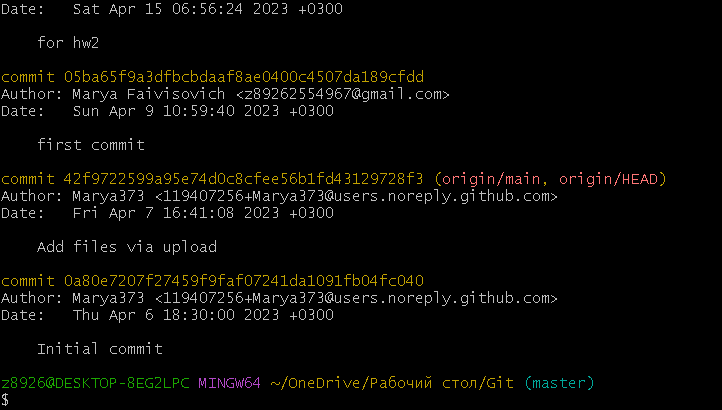 Date:   Sat Apr 15 06:56:24 2023 +0300
for hw2
commit 05ba65f9a3dfbcbdaaf8ae0400c4507da189cfdd
Author: Marya Faivisovich <z89262554967@gmail.com>
Date:   Sun Apr 9 10:59:40 2023 +0300
first commit
commit 42f9722599a95e74d0c8cfee56b1fd43129728f3 (origin/main, origin/HEAD)
Author: Marya373 <119407256+Marya373@users.noreply.github.com>
Date:   Fri Apr 7 16:41:08 2023 +0300
Add files via upload
commit 0a80e7207f27459f9faf07241da1091fb04fc040
Author: Marya373 <119407256+Marya373@users.noreply.github.com>
Date:   Thu Apr 6 18:30:00 2023 +0300
Initial commit
z8926@DESKTOP-8EG2LPC MINGW64 ~/OneDrive/Рабочий стол/Git (master)
$